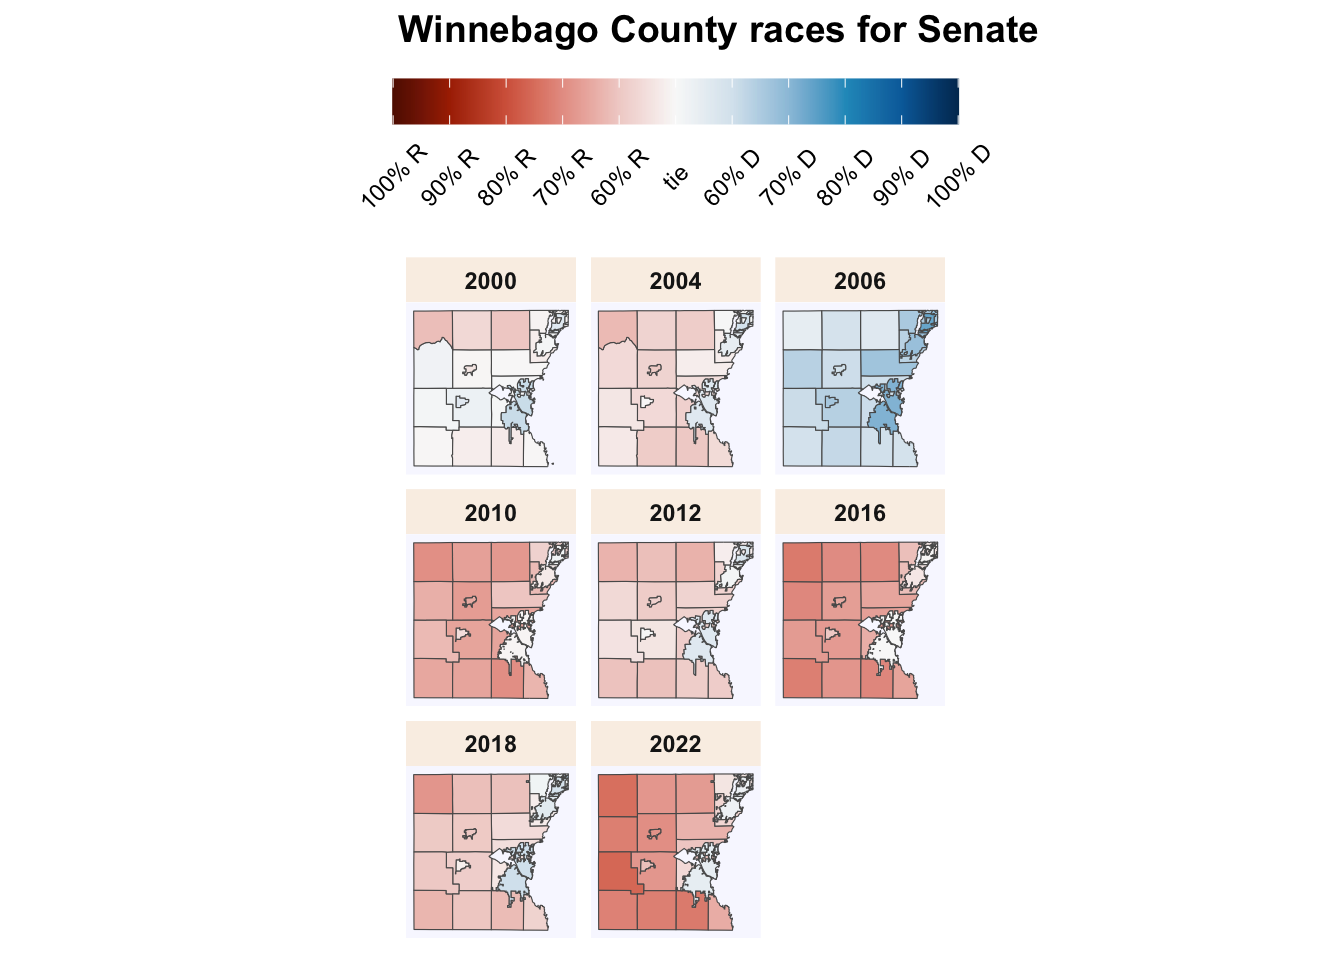 Winnebago County races for Senate
100% R 90% R 80% R 70% R 60% R tie 60% D 70% D 80% D 90% D 100% D
2000 2004 2006
2010 2012 2016
2018 2022